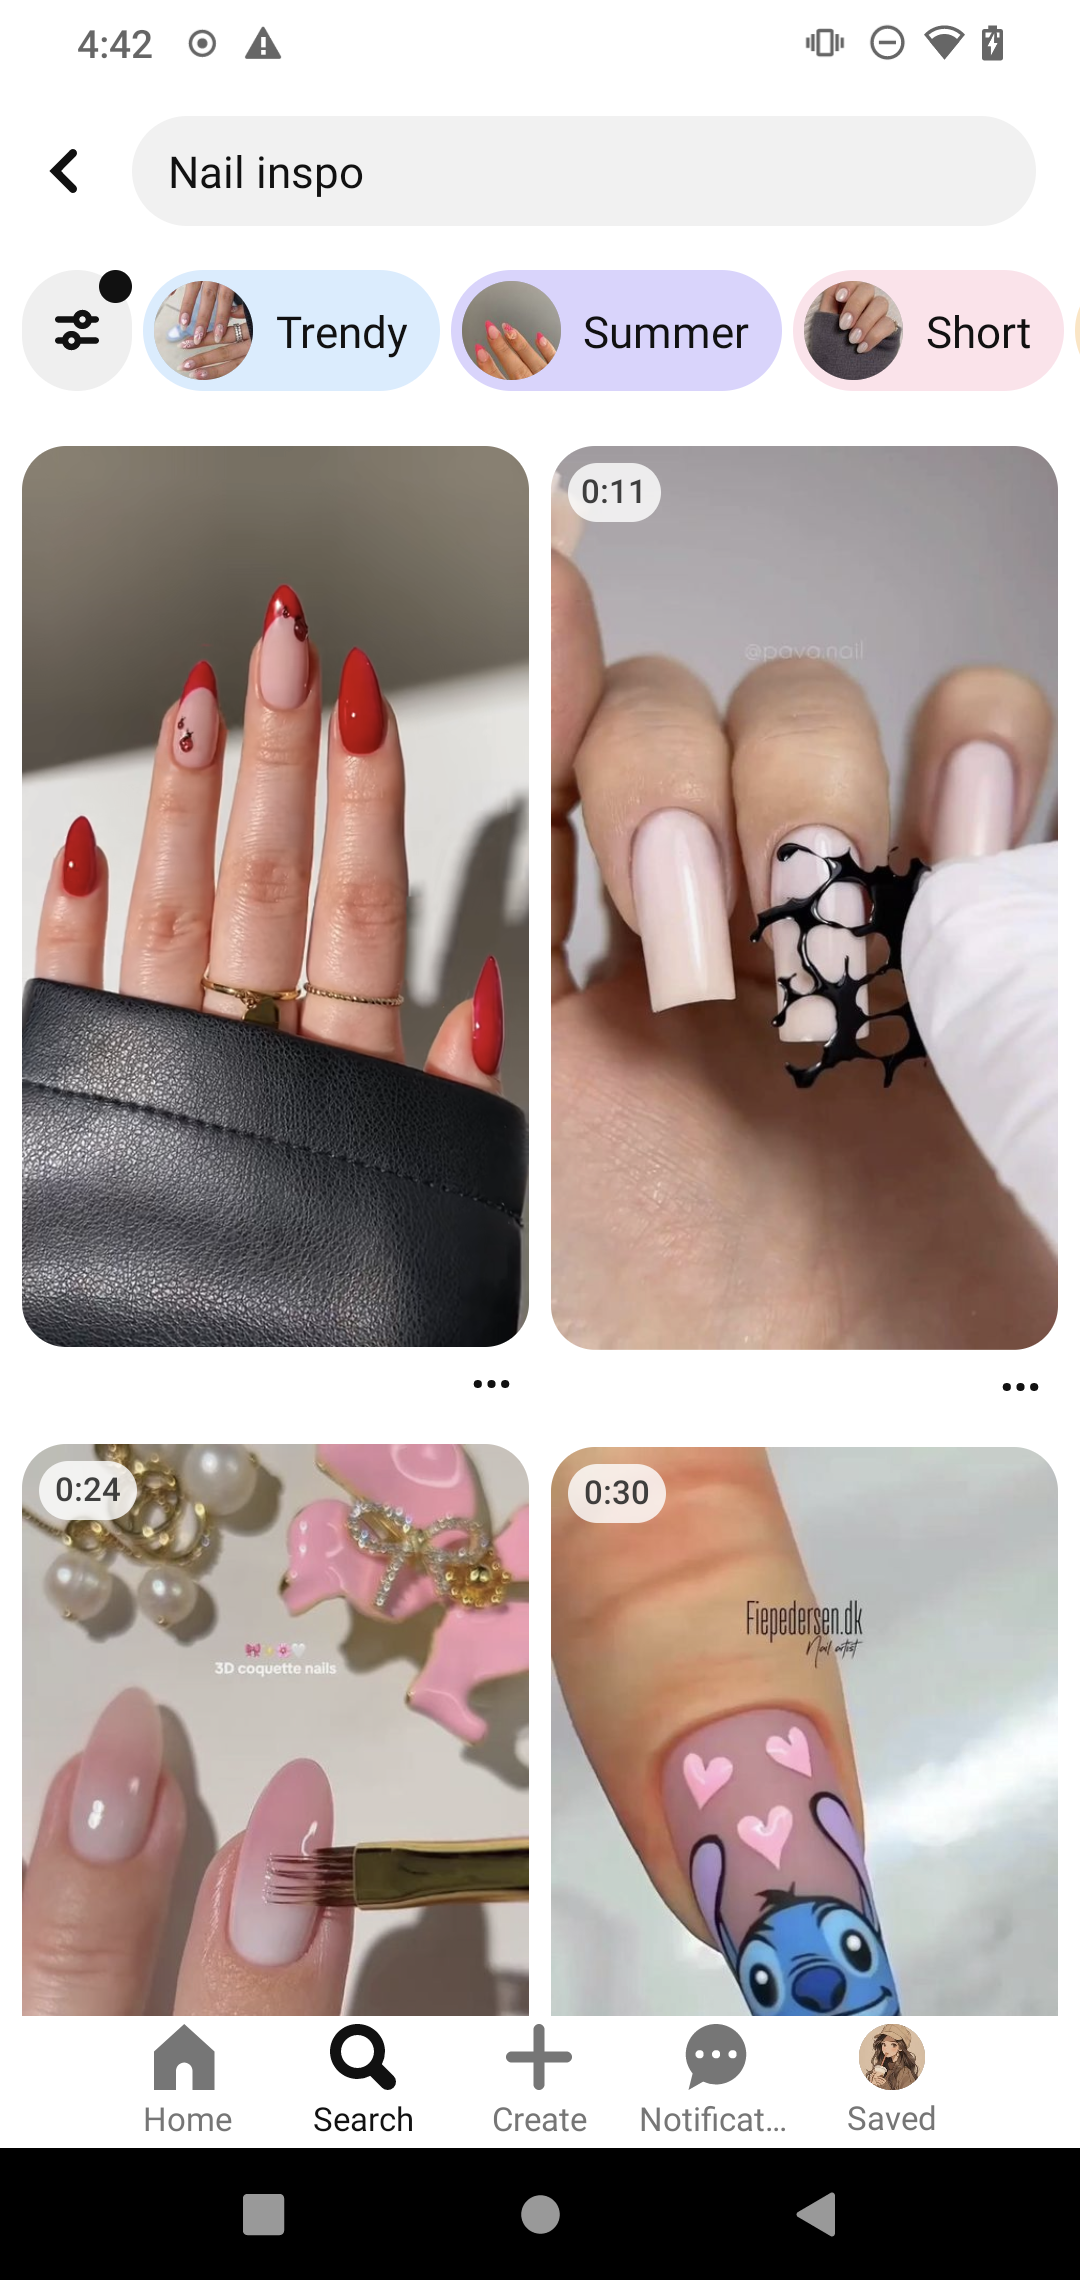 4:42
Nail inspo
Trendy
Summer
Short
0:11
@pava.nail
0:24
3D coquette nails
0:30
Fiepedersen.dk
Nail artist
Home
Search
Create
Notificat...
Saved